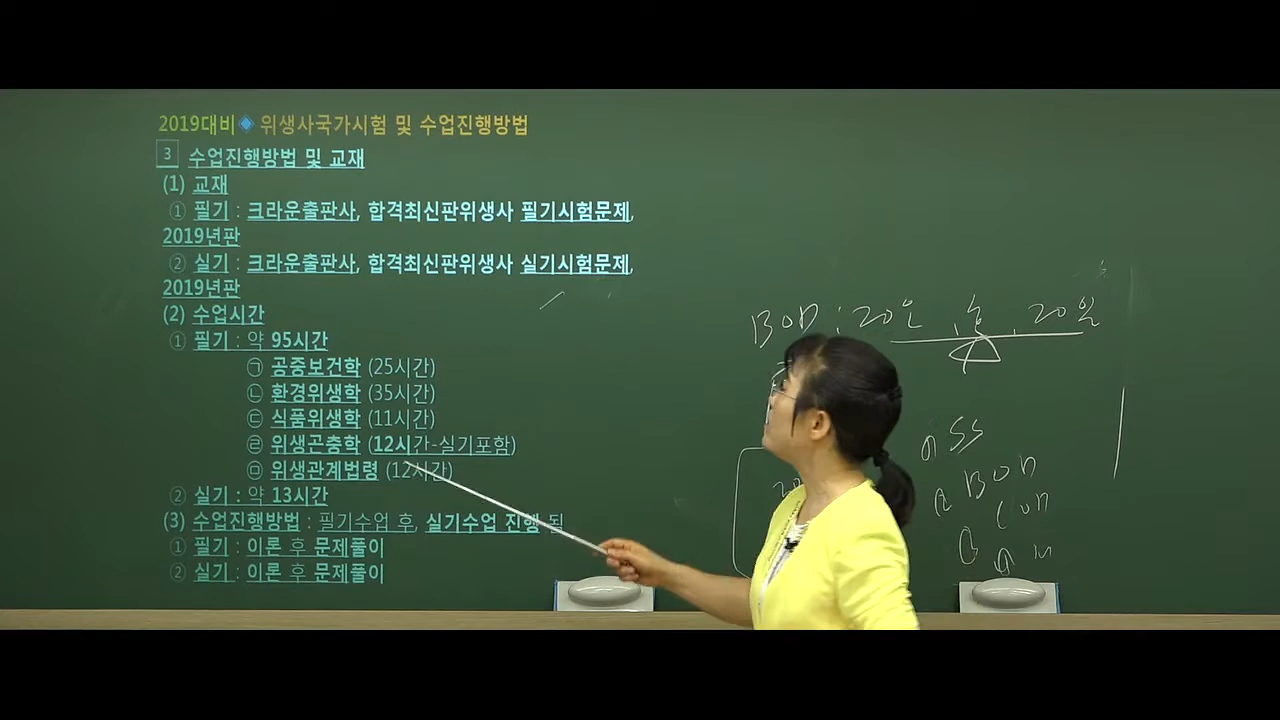 2019대비 ◆ 위생사국가시험 및 수업진행방법
3 수업진행방법 및 교재
(1) 교재
① 필기 : 크라운출판사, 합격최신판위생사 필기시험문제,
2019년판
② 실기 : 크라운출판사, 합격최신판위생사 실기시험문제,
2019년판
(2) 수업시간
① 필기 : 약 95시간
㉠ 공중보건학 (25시간)
㉡ 환경위생학 (35시간)
㉢ 식품위생학 (11시간)
㉣ 위생곤충학 (12시간-실기포함)
㉤ 위생관계법령 (12시간)
② 실기 : 약 13시간
(3) 수업진행방법 : 필기수업 후, 실기수업 진행 됨
① 필기 : 이론 후 문제풀이
② 실기 : 이론 후 문제풀이
BOD : 20
SS
BOD